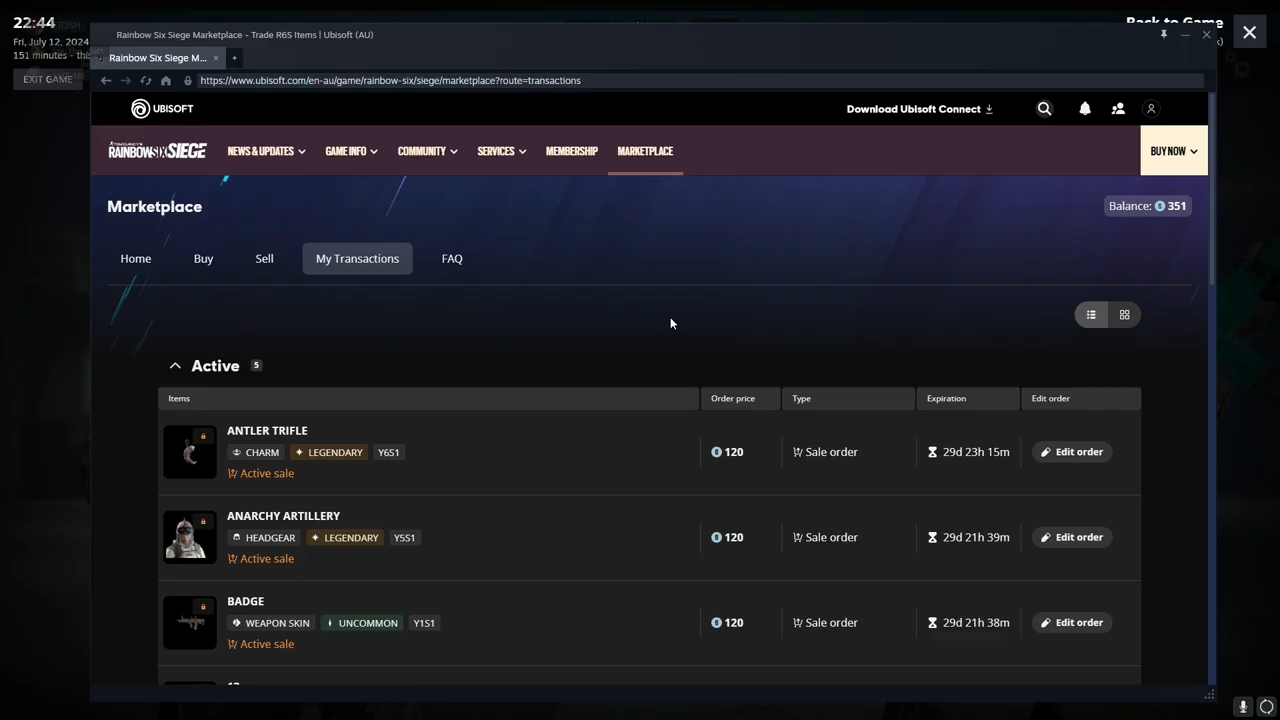 22:44
Fri, July 12, 2024
151 minutes - this
EXIT GAME
Back to Game
Rainbow Six Siege Marketplace - Trade R6S Items | Ubisoft (AU)
Rainbow Six Siege M...
https://www.ubisoft.com/en-au/game/rainbow-six/siege/marketplace?route=transactions
UBISOFT
Download Ubisoft Connect
RAINBOWSIX SIEGE
NEWS & UPDATES
GAME INFO
COMMUNITY
SERVICES
MEMBERSHIP
MARKETPLACE
BUY NOW
Marketplace
Balance: 351
Home
Buy
Sell
My Transactions
FAQ
Active 5
Items
Order price
Type
Expiration
Edit order
ANTLER TRIFLE
CHARM
LEGENDARY
Y6S1
Active sale
120
Sale order
29d 23h 15m
Edit order
ANARCHY ARTILLERY
HEADGEAR
LEGENDARY
Y5S1
Active sale
120
Sale order
29d 21h 39m
Edit order
BADGE
WEAPON SKIN
UNCOMMON
Y1S1
Active sale
120
Sale order
29d 21h 38m
Edit order